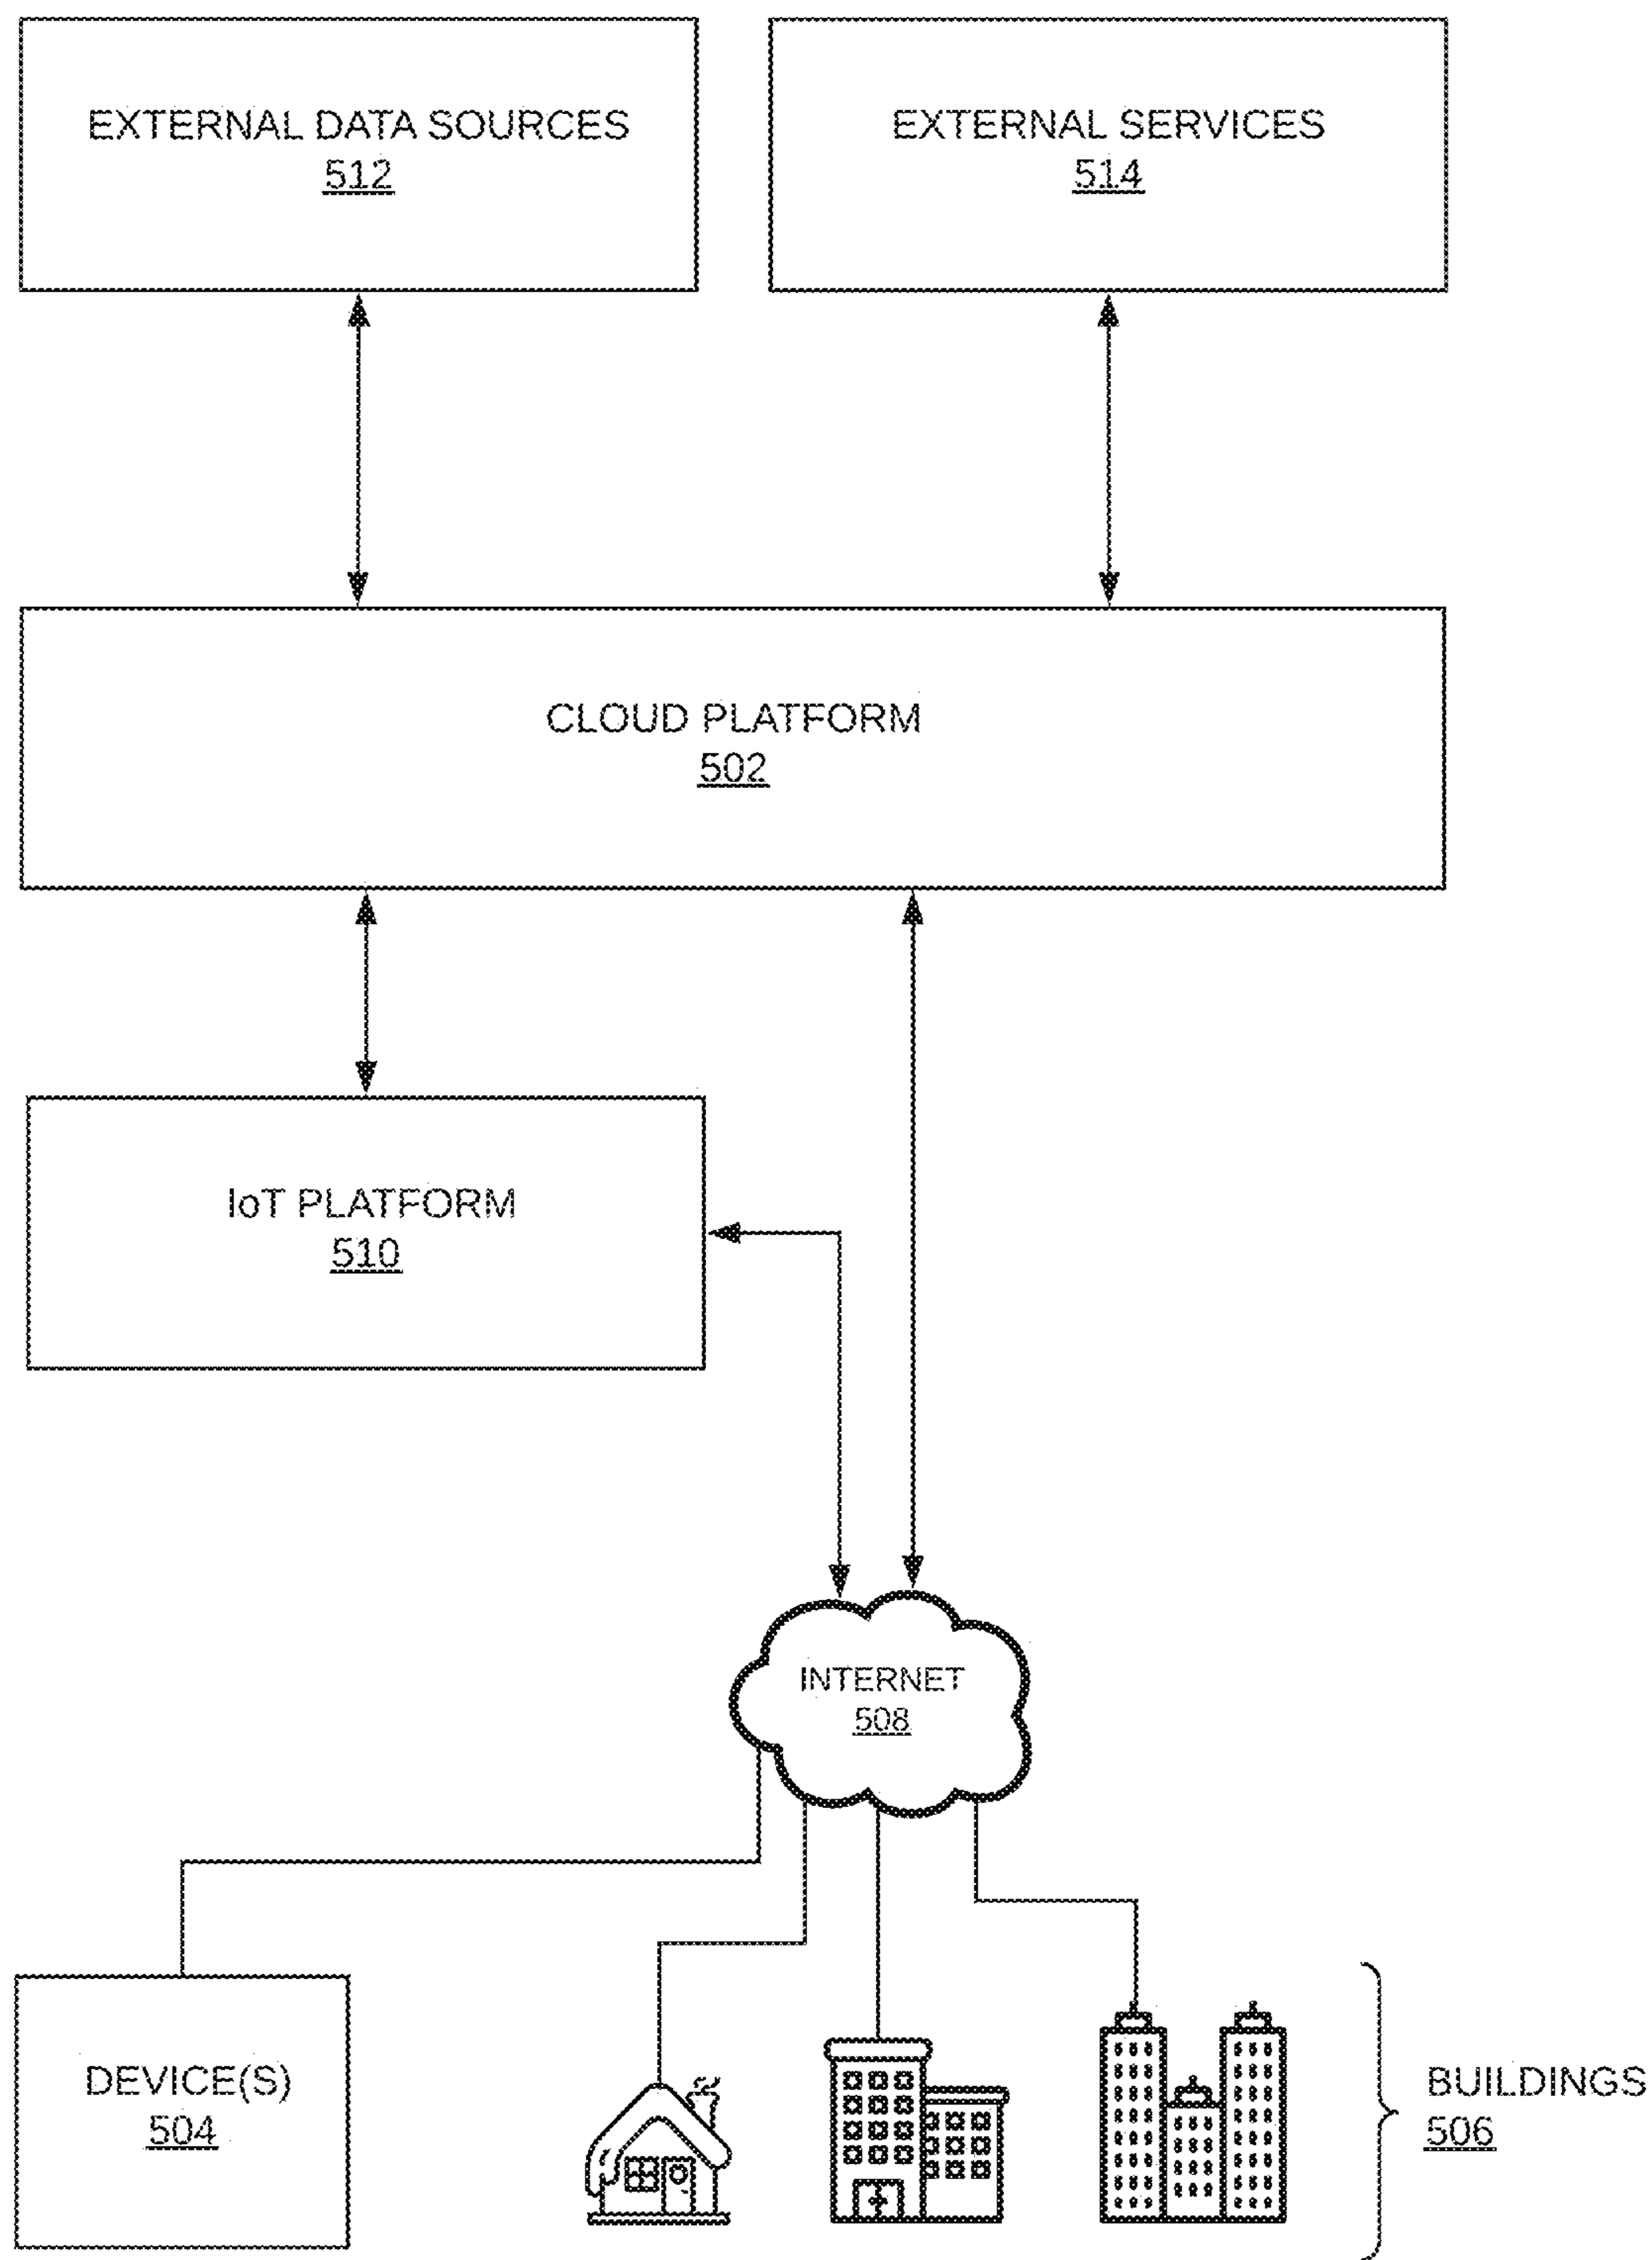 EXTERNAL DATA SOURCES
512
EXTERNAL SERVICES
514
CLOUD PLATFORM
502
IoT PLATFORM
510
INTERNET
508
DEVICE(S)
504
BUILDINGS
506